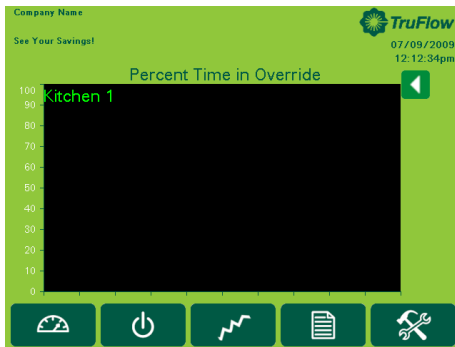 Company Name
TruFlow
See Your Savings!
07/09/2009
12:12:34pm
Percent Time in Override
Kitchen 1
100
90
80
70
60
50
40
30
20
10
0